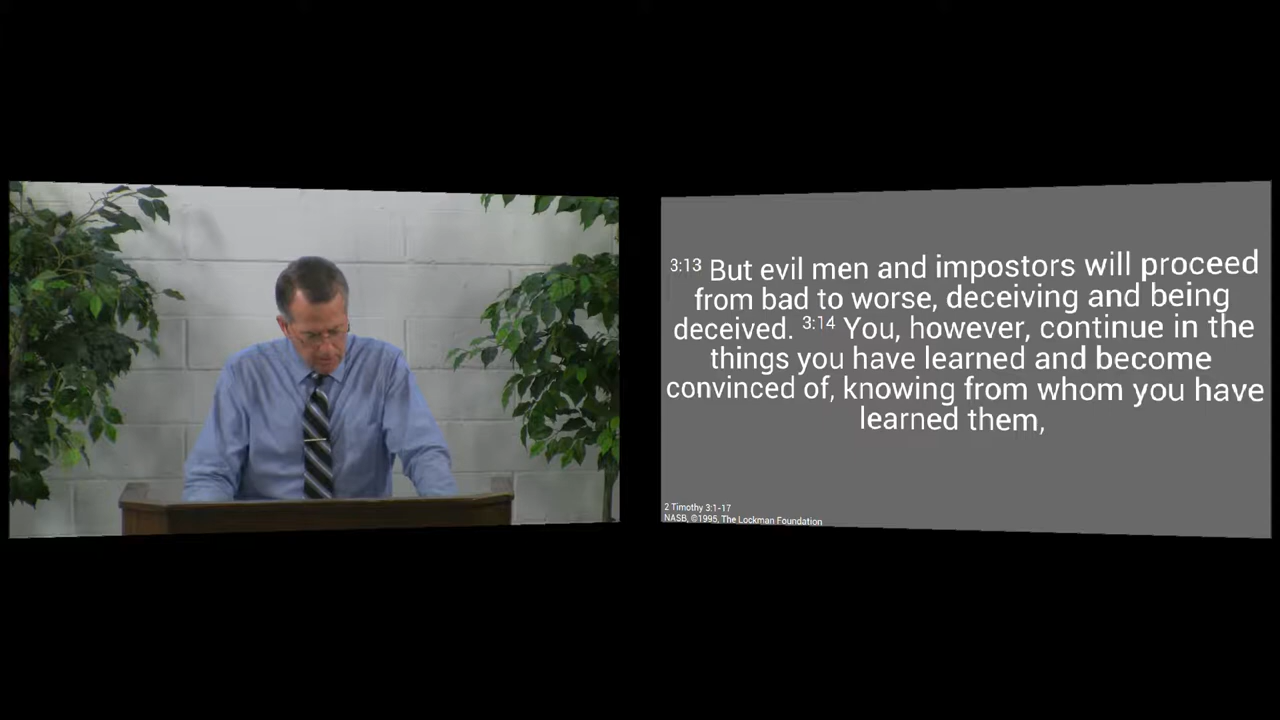 3:13 But evil men and impostors will proceed
from bad to worse, deceiving and being
deceived. 3:14 You, however, continue in the
things you have learned and become
convinced of, knowing from whom you have
learned them,
2 Timothy 3:1-17
NASB, ©1995, The Lockman Foundation